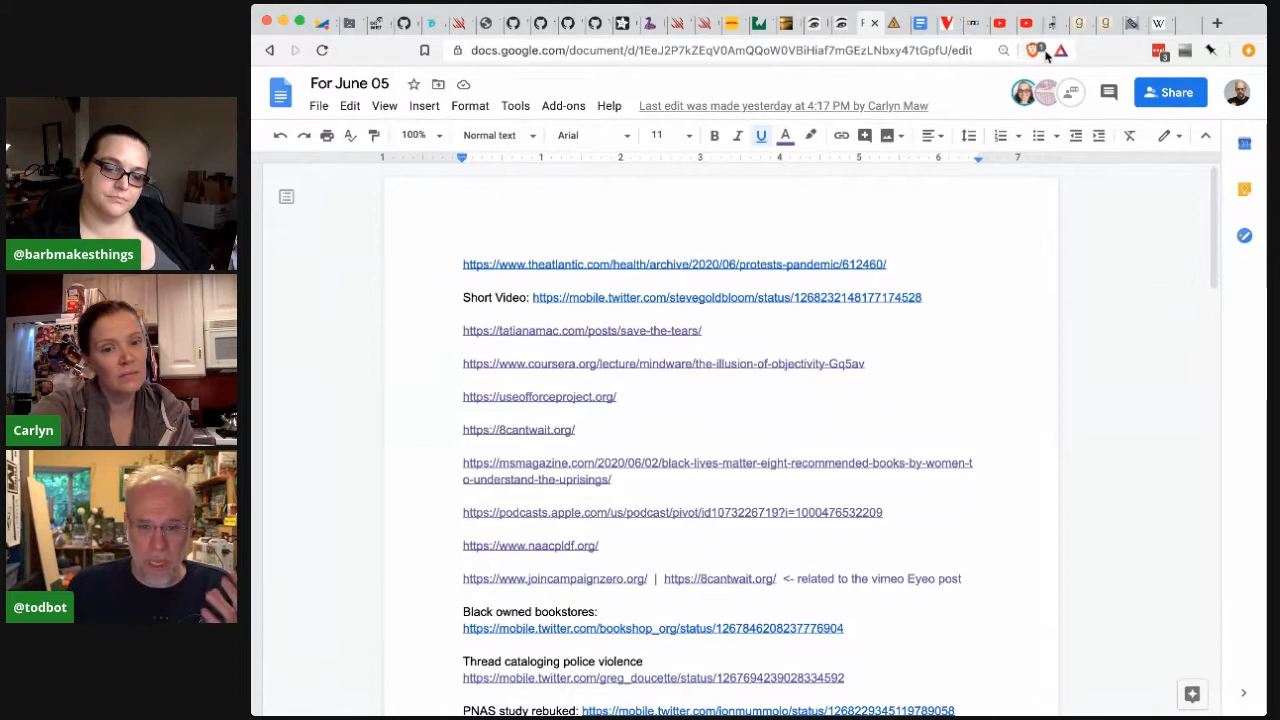 docs.google.com/document/d/1EeJ2P7kZEqV0AmQQoW0VBiHiaf7mGEzLNbxy47tGpfU/edit
For June 05
File Edit View Insert Format Tools Add-ons Help Last edit was made yesterday at 4:17 PM by Carlyn Maw
Share
100% Normal text Arial 11 B I U A
1 1 2 3 4 5 6 7
https://www.theatlantic.com/health/archive/2020/06/protests-pandemic/612460/
Short Video: https://mobile.twitter.com/stevegoldbloom/status/1268232148177174528
https://tatianamac.com/posts/save-the-tears/
https://www.coursera.org/lecture/mindware/the-illusion-of-objectivity-Gq5av
https://useofforceproject.org/
https://8cantwait.org/
https://msmagazine.com/2020/06/02/black-lives-matter-eight-recommended-books-by-women-t
o-understand-the-uprisings/
https://podcasts.apple.com/us/podcast/pivot/id1073226719?i=1000476532209
https://www.naacpldf.org/
https://www.joincampaignzero.org/ | https://8cantwait.org/ <- related to the vimeo Eyeo post
Black owned bookstores:
https://mobile.twitter.com/bookshop_org/status/1267846208237776904
Thread cataloging police violence
https://mobile.twitter.com/greg_doucette/status/1267694239028334592
PNAS study rebuked: https://mobile.twitter.com/jonmummolo/status/1268229345119789058
@barbmakesthings
Carlyn
@todbot